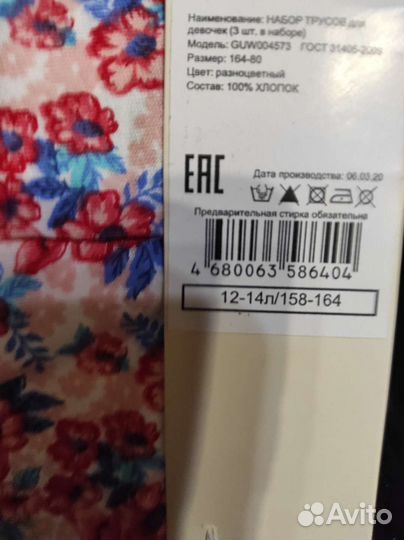 Наименование: НАБОР ТРУСОВ для
девочек (3 шт. в наборе)
Модель: GUW004573 ГОСТ 31405-2009
Размер: 164-80
Цвет: разноцветный
Состав: 100% ХЛОПОК
EAC
Дата производства: 06.03.20
Предварительная стирка обязательна
4 680063 586404
12-14л/158-164
Avito